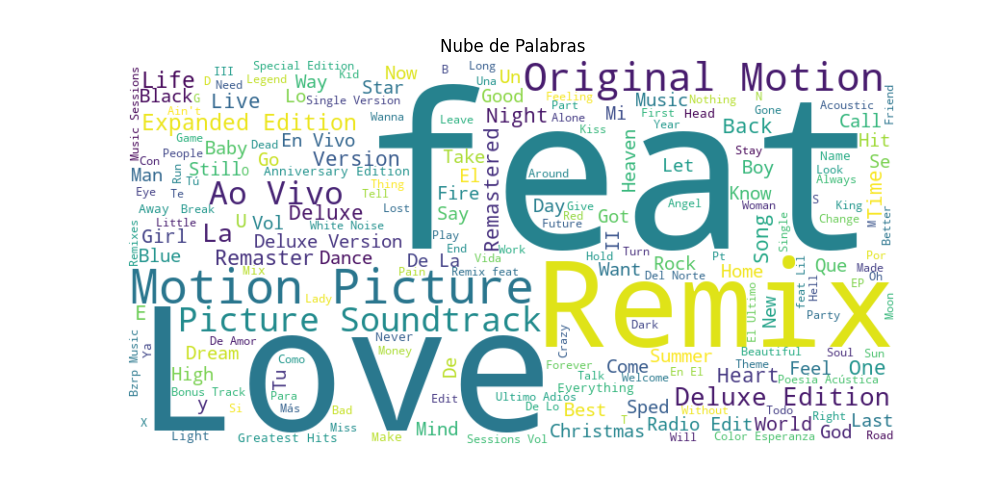 Nube de Palabras
feat
Remix
Love
Original Motion
Motion Picture
Picture Soundtrack
Ao Vivo
Deluxe Edition
Expanded Edition
Life
Black
Live
Lo
Way
Star
Now
Un
Good
Night
Mi
Music
Back
Call
Hit
Se
Time
Boy
Know
Let
Heaven
Remastered
Take
El
Fire
Say
Day
Got
II
Song
Baby
Go
Still
Man
En Vivo
Version
Deluxe
Vol
U
La
Girl
Blue
Deluxe Version
Remaster
Dance
De La
Want
Rock
Home
Que
New
Feel
One
Heart
Summer
Come
Best
Sped
Radio Edit
World
God
Last
Christmas
Mind
De
Tu
Dream
High
y
E
III
D
Need
Special Edition
Legend
Kid
Long
B
Una
Single Version
Wanna
Leave
Feeling
Part
Alone
First
Year
Nothing
Head
Kiss
N
Gone
Acoustic
Friend
Name
Look
Always
Stay
Woman
S
King
Change
M
Better
Music Sessions
G
Ain't
Game
People
Con
Run
Tú
O
Dead
Anniversary Edition
Thing
Tell
Eye
Te
Away
Break
Little
Lost
White Noise
Play
End
Work
Around
Give
Red
Future
Angel
Single
Por
Made
Oh
EP
Moon
Remixes
Mix
Pain
Remix feat
Vida
Hold
Turn
Del Norte
Pt
feat Lil
Hell
Party
El Ultimo
Lady
Dark
Crazy
Beautiful
Soul
Sun
Theme
Poesia Acústica
En El
Welcome
Forever
Talk
Everything
Never
Money
De Amor
Como
Para
Más
Bonus Track
Si
Bad
Edit
Ultimo Adiós
De Lo
T
Without
Todo
Right
Road
Will
Color Esperanza
Sessions Vol
Make
Miss
Greatest Hits
Light
X
Ya
Bzrp Music